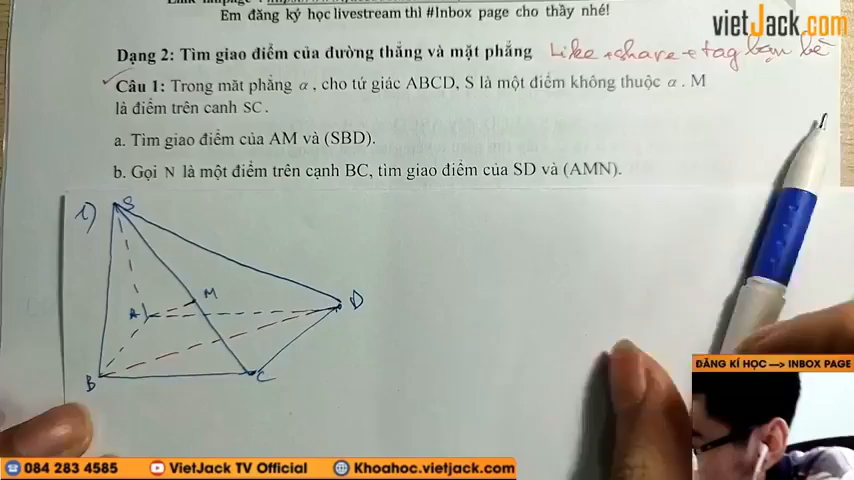 Em đăng ký học livestream thì #Inbox page cho thầy nhé!
vietJack.com
Dạng 2: Tìm giao điểm của đường thẳng và mặt phẳng
Like + share + tag bạn bè
Câu 1: Trong mặt phẳng α , cho tứ giác ABCD, S là một điểm không thuộc α . M
là điểm trên cạnh SC .
a. Tìm giao điểm của AM và (SBD).
b. Gọi N là một điểm trên cạnh BC, tìm giao điểm của SD và (AMN).
1)
S
M
A
D
B
C
ĐĂNG KÍ HỌC —> INBOX PAGE
084 283 4585
VietJack TV Official
Khoahoc.vietjack.com